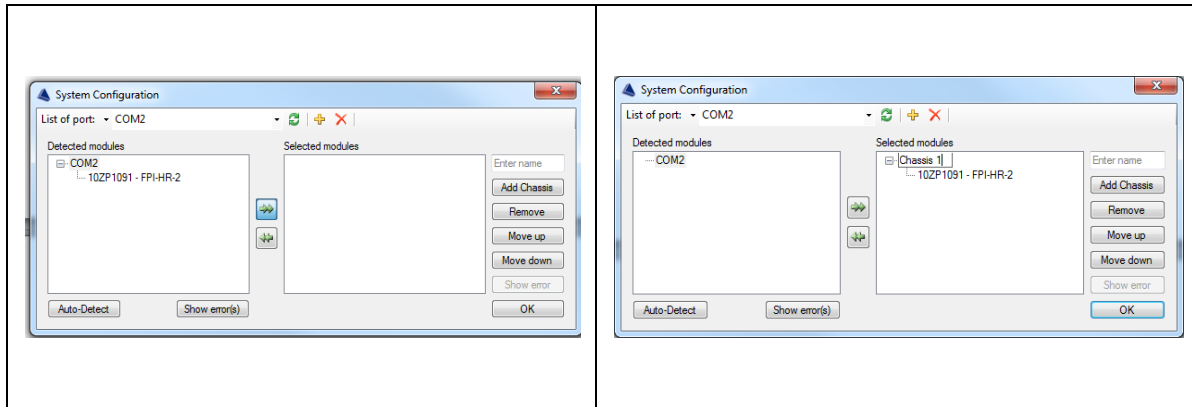 System Configuration
List of port: COM2
Detected modules
Selected modules
COM2
10ZP1091 - FPI-HR-2
Enter name
Add Chassis
Remove
Move up
Move down
Show error
Auto-Detect
Show error(s)
OK
System Configuration
List of port: COM2
Detected modules
Selected modules
COM2
Chassis 1
10ZP1091 - FPI-HR-2
Enter name
Add Chassis
Remove
Move up
Move down
Show error
Auto-Detect
Show error(s)
OK